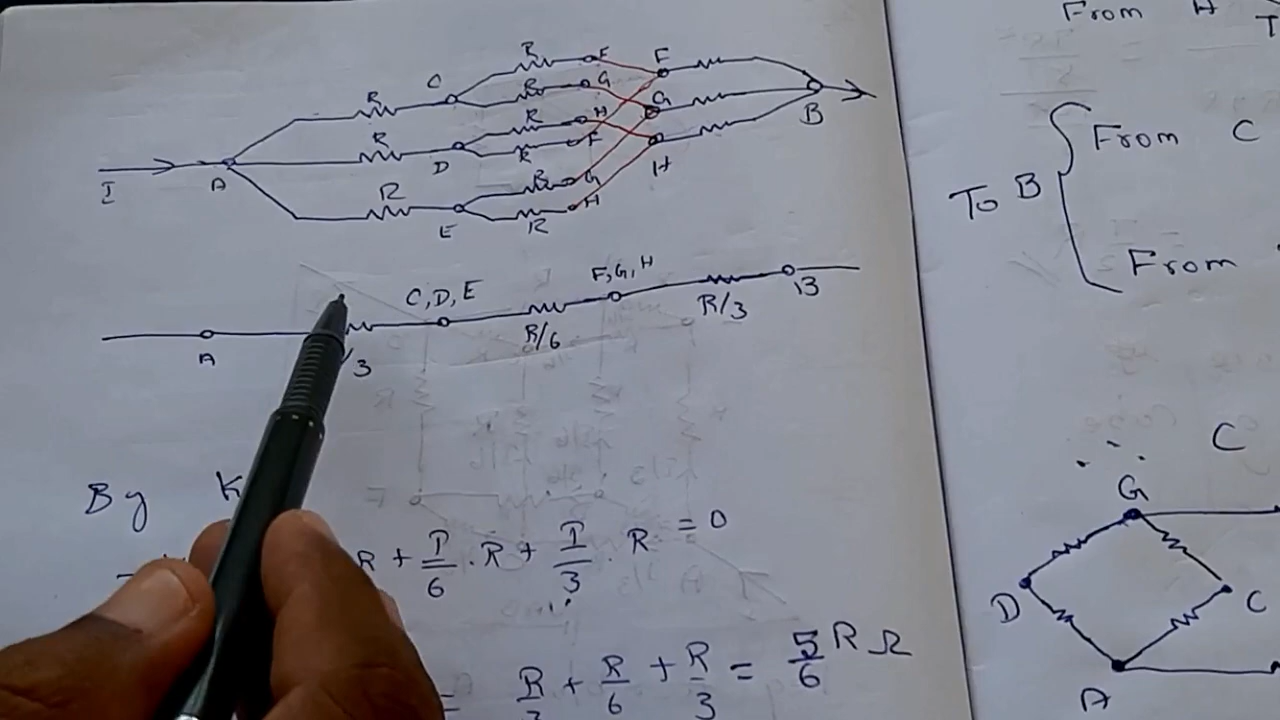 R F F
C R G
R R H G
I A D R F B
R R G H
E R H
C, D, E F, G, H B
A 3 R/6 R/3
By K
R + I/6 . R + I/3 . R = 0
= R/3 + R/6 + R/3 = 5/6 R Ω
From H
To B { From C
From
C
G
D C
A